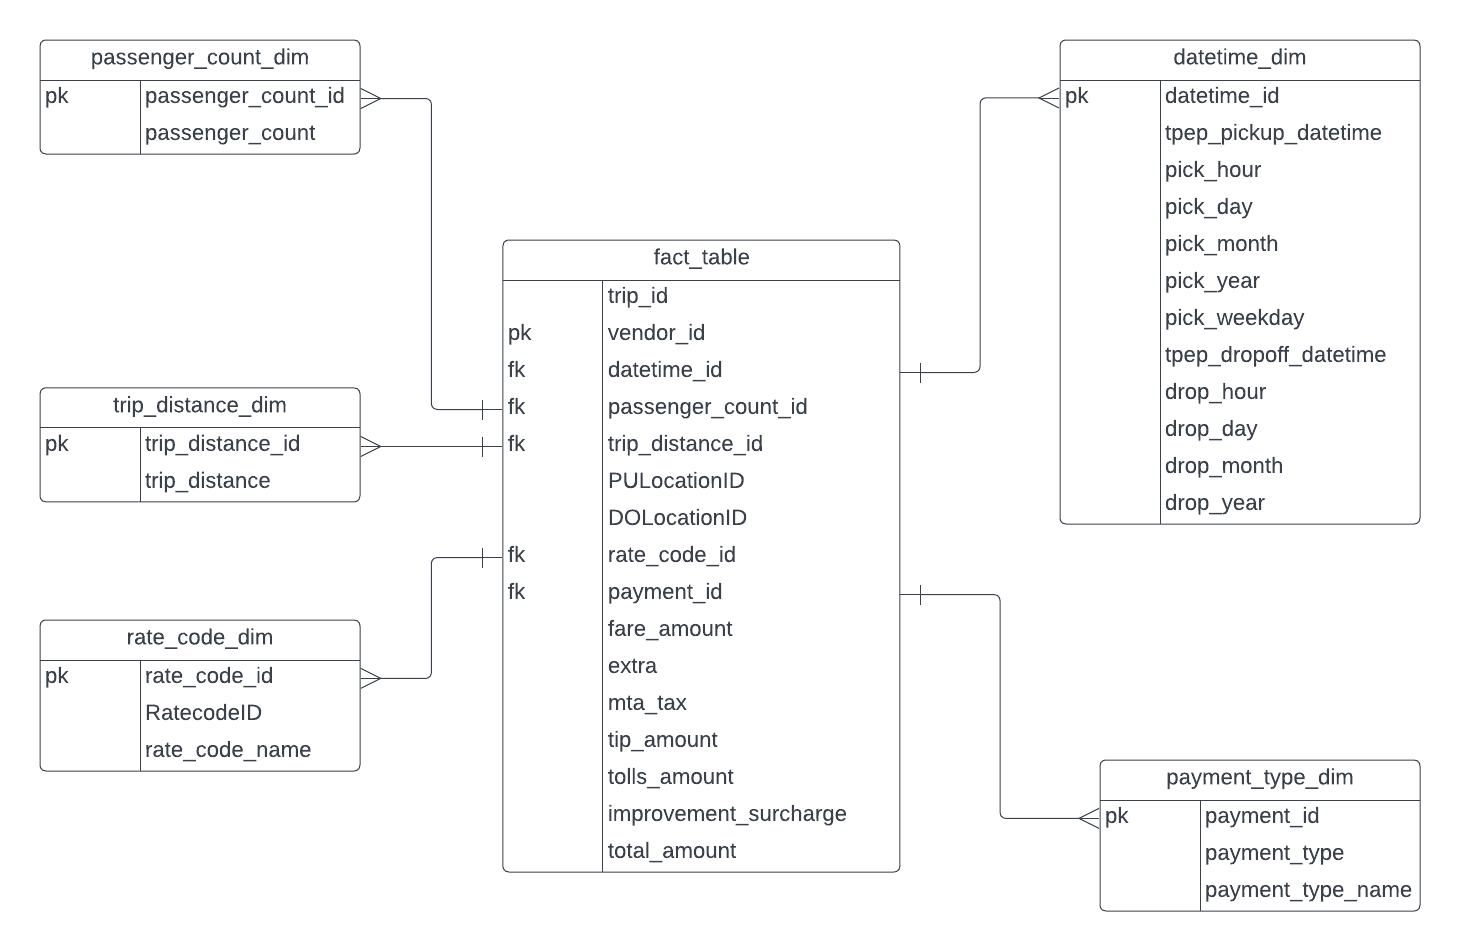 passenger_count_dim
pk passenger_count_id
passenger_count
datetime_dim
pk datetime_id
tpep_pickup_datetime
pick_hour
pick_day
pick_month
pick_year
pick_weekday
tpep_dropoff_datetime
drop_hour
drop_day
drop_month
drop_year
fact_table
trip_id
pk vendor_id
fk datetime_id
fk passenger_count_id
fk trip_distance_id
PULocationID
DOLocationID
fk rate_code_id
fk payment_id
fare_amount
extra
mta_tax
tip_amount
tolls_amount
improvement_surcharge
total_amount
trip_distance_dim
pk trip_distance_id
trip_distance
rate_code_dim
pk rate_code_id
RatecodeID
rate_code_name
payment_type_dim
pk payment_id
payment_type
payment_type_name